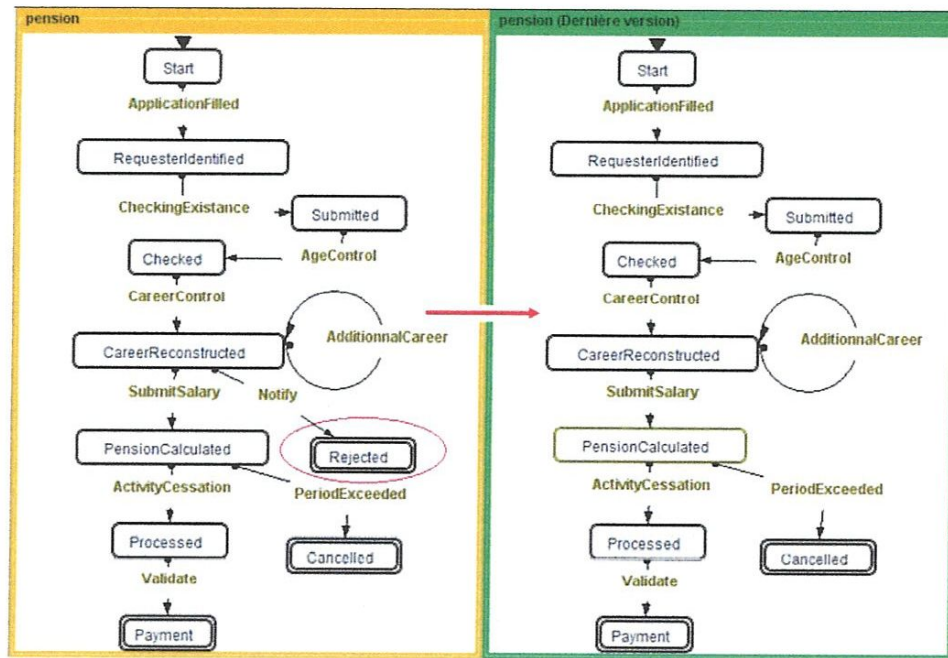 pension
Start
ApplicationFilled
RequesterIdentified
CheckingExistance
Submitted
Checked
AgeControl
CareerControl
AdditionnalCareer
CareerReconstructed
SubmitSalary
Notify
PensionCalculated
Rejected
ActivityCessation
PeriodExceeded
Processed
Cancelled
Validate
Payment
pension (Dernière version)
Start
ApplicationFilled
RequesterIdentified
CheckingExistance
Submitted
Checked
AgeControl
CareerControl
AdditionnalCareer
CareerReconstructed
SubmitSalary
PensionCalculated
ActivityCessation
PeriodExceeded
Processed
Cancelled
Validate
Payment